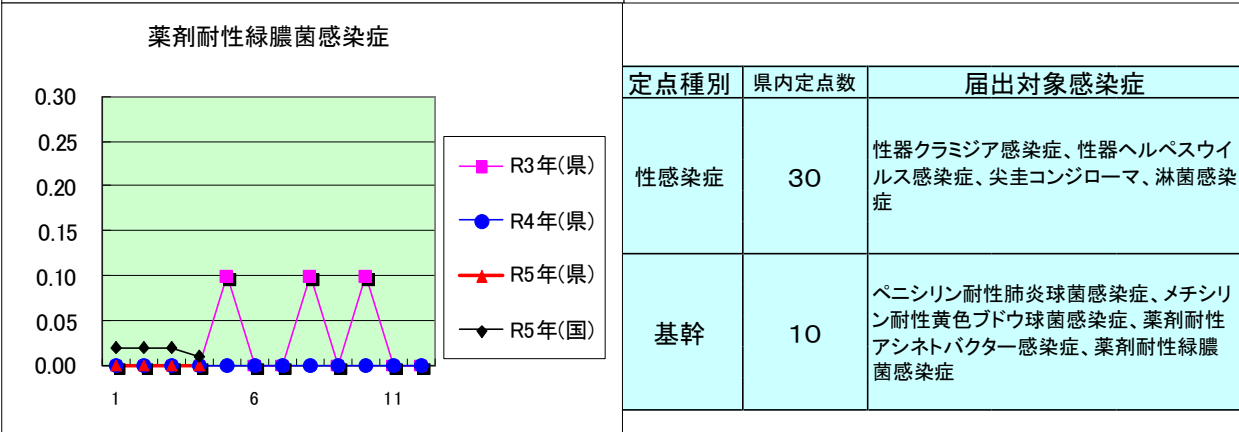 薬剤耐性緑膿菌感染症
0.30
0.25
0.20
0.15
0.10
0.05
0.00
1 6 11
R3年(県)
R4年(県)
R5年(県)
R5年(国)
定点種別 県内定点数 届出対象感染症
性感染症 30
性器クラミジア感染症、性器ヘルペスウイ
ルス感染症、尖圭コンジローマ、淋菌感染
症
基幹 10
ペニシリン耐性肺炎球菌感染症、メチシリ
ン耐性黄色ブドウ球菌感染症、薬剤耐性
アシネトバクター感染症、薬剤耐性緑膿
菌感染症